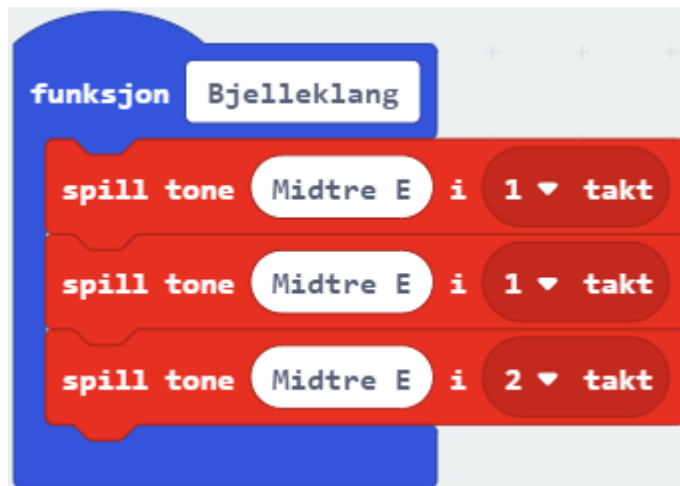 funksjon Bjelleklang
spill tone Midtre E i 1 takt
spill tone Midtre E i 1 takt
spill tone Midtre E i 2 takt